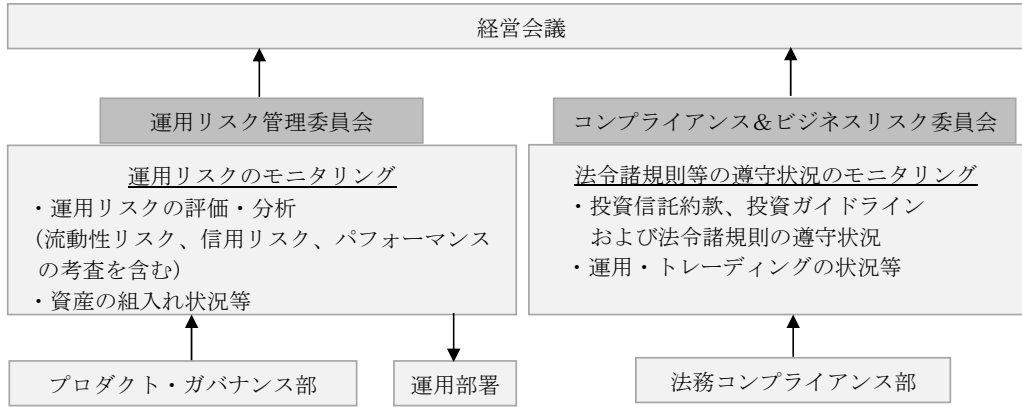 経営会議
運用リスク管理委員会
運用リスクのモニタリング
・運用リスクの評価・分析
(流動性リスク、信用リスク、パフォーマンス
の考査を含む)
・資産の組入れ状況等
プロダクト・ガバナンス部
運用部署
コンプライアンス&ビジネスリスク委員会
法令諸規則等の遵守状況のモニタリング
・投資信託約款、投資ガイドライン
および法令諸規則の遵守状況
・運用・トレーディングの状況等
法務コンプライアンス部